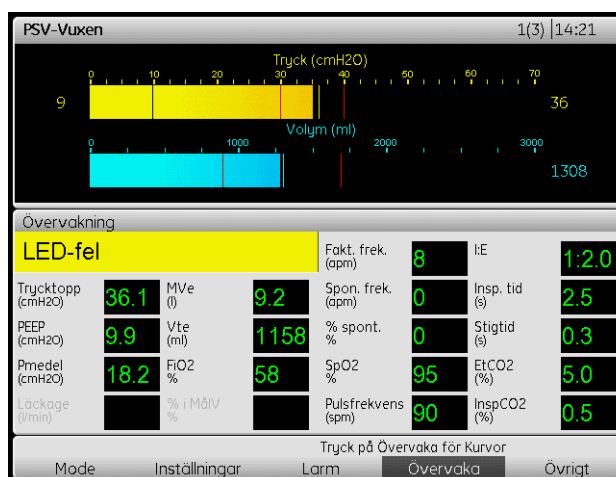 PSV-Vuxen 1(3) 14:21
Tryck (cmH2O)
0 10 20 30 40 50 60 70
9 36
Volym (ml)
0 1000 2000 3000
1308
Övervakning
LED-fel
Fakt. frek. (apm) 8 I:E 1:2.0
Trycktopp (cmH2O) 36.1 MVe (l) 9.2 Spon. frek. (apm) 0 Insp. tid (s) 2.5
PEEP (cmH2O) 9.9 Vte (ml) 1158 % spont. % 0 Stigtid (s) 0.3
Pmedel (cmH2O) 18.2 FiO2 % 58 SpO2 % 95 EtCO2 (%) 5.0
Läckage (l/min) % i MålV % Pulsfrekvens (spm) 90 InspCO2 (%) 0.5
Tryck på Övervaka för Kurvor
Mode Inställningar Larm Övervaka Övrigt